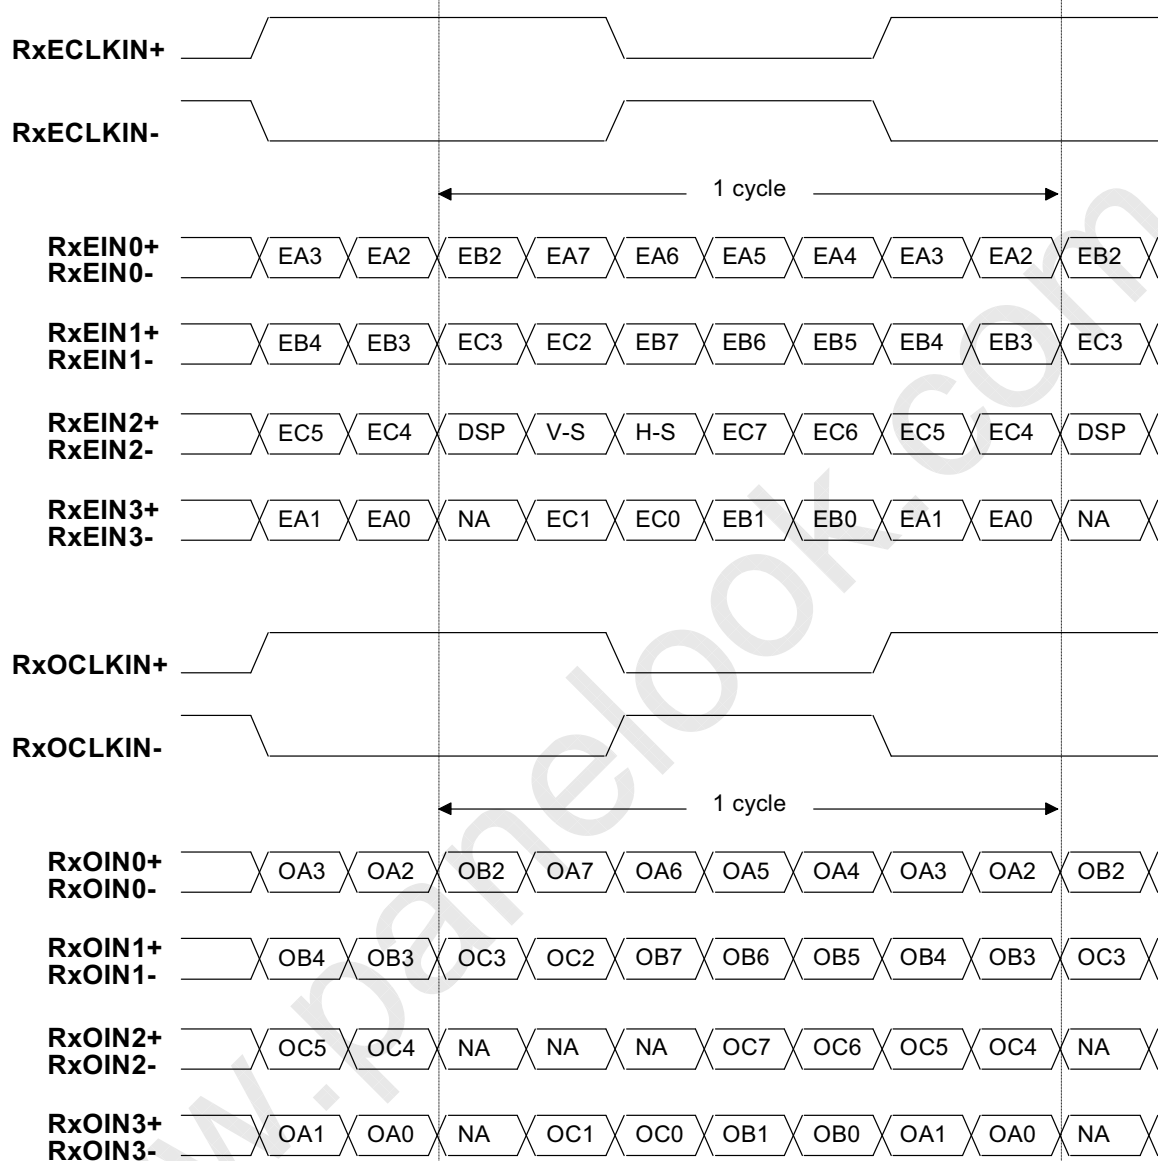 RxECLKIN+
RxECLKIN-
1 cycle
RxEIN0+
RxEIN0-
EA3 EA2 EB2 EA7 EA6 EA5 EA4 EA3 EA2 EB2
RxEIN1+
RxEIN1-
EB4 EB3 EC3 EC2 EB7 EB6 EB5 EB4 EB3 EC3
RxEIN2+
RxEIN2-
EC5 EC4 DSP V-S H-S EC7 EC6 EC5 EC4 DSP
RxEIN3+
RxEIN3-
EA1 EA0 NA EC1 EC0 EB1 EB0 EA1 EA0 NA
RxOCLKIN+
RxOCLKIN-
1 cycle
RxOIN0+
RxOIN0-
OA3 OA2 OB2 OA7 OA6 OA5 OA4 OA3 OA2 OB2
RxOIN1+
RxOIN1-
OB4 OB3 OC3 OC2 OB7 OB6 OB5 OB4 OB3 OC3
RxOIN2+
RxOIN2-
OC5 OC4 NA NA NA OC7 OC6 OC5 OC4 NA
RxOIN3+
RxOIN3-
OA1 OA0 NA OC1 OC0 OB1 OB0 OA1 OA0 NA
w.panelook.com